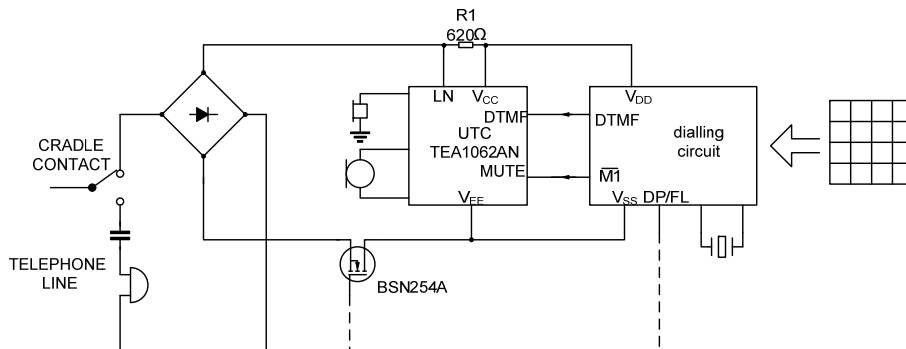 R1
620Ω
LN
VCC
VDD
DTMF
DTMF
UTC
TEA1062AN
dialling
circuit
CRADLE
CONTACT
MUTE
M̅1̅
VEE
VSS
DP/FL
TELEPHONE
LINE
BSN254A